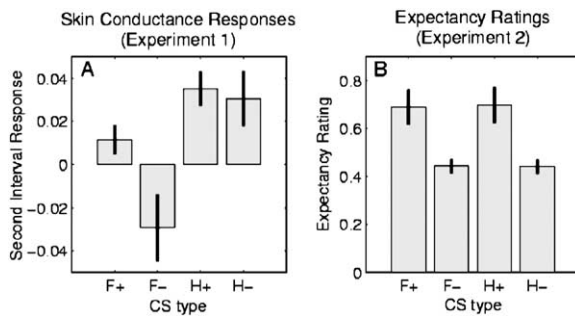 Skin Conductance Responses
(Experiment 1)
A
Second Interval Response
0.04
0.02
0
−0.02
−0.04
F+ F− H+ H−
CS type
Expectancy Ratings
(Experiment 2)
B
Expectancy Rating
0.8
0.6
0.4
0.2
0
F+ F− H+ H−
CS type